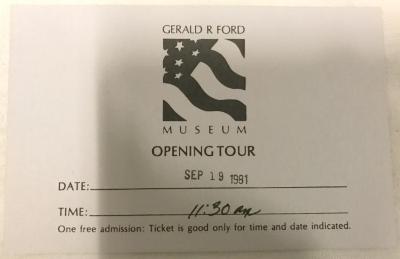 GERALD R FORD
MUSEUM
OPENING TOUR
DATE: SEP 19 1981
TIME: 11:30 am
One free admission: Ticket is good only for time and date indicated.